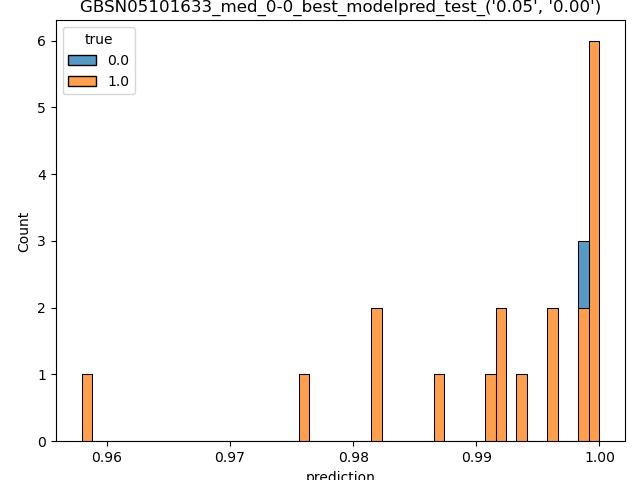 GBSN05101633_med_0-0_best_modelpred_test_('0.05', '0.00')
true
0.0
1.0
6
5
4
3
2
1
0
Count
0.96 0.97 0.98 0.99 1.00
prediction